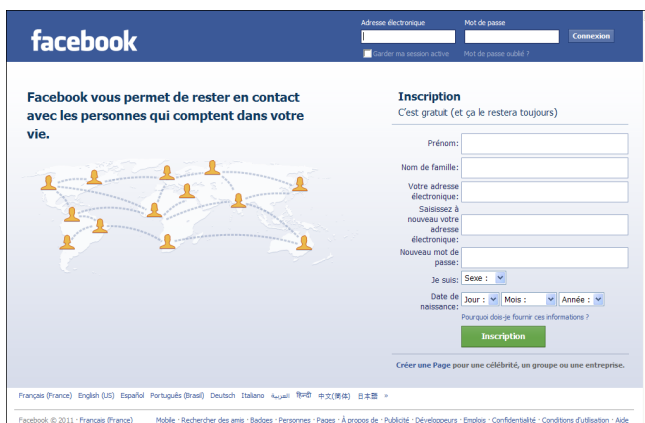 facebook
Adresse électronique
Mot de passe
Connexion
Garder ma session active
Mot de passe oublié ?
Facebook vous permet de rester en contact
avec les personnes qui comptent dans votre
vie.
Inscription
C'est gratuit (et ça le restera toujours)
Prénom:
Nom de famille:
Votre adresse
électronique:
Saisissez à
nouveau votre
adresse
électronique:
Nouveau mot de
passe:
Je suis: Sexe :
Date de
naissance: Jour : Mois : Année :
Pourquoi dois-je fournir ces informations ?
Inscription
Créer une Page pour une célébrité, un groupe ou une entreprise.
Français (France) English (US) Español Português (Brasil) Deutsch Italiano العربية हिन्दी 中文(简体) 日本語 »
Facebook © 2011 · Français (France) Mobile · Rechercher des amis · Badges · Personnes · Pages · À propos de · Publicité · Développeurs · Emplois · Confidentialité · Conditions d'utilisation · Aide